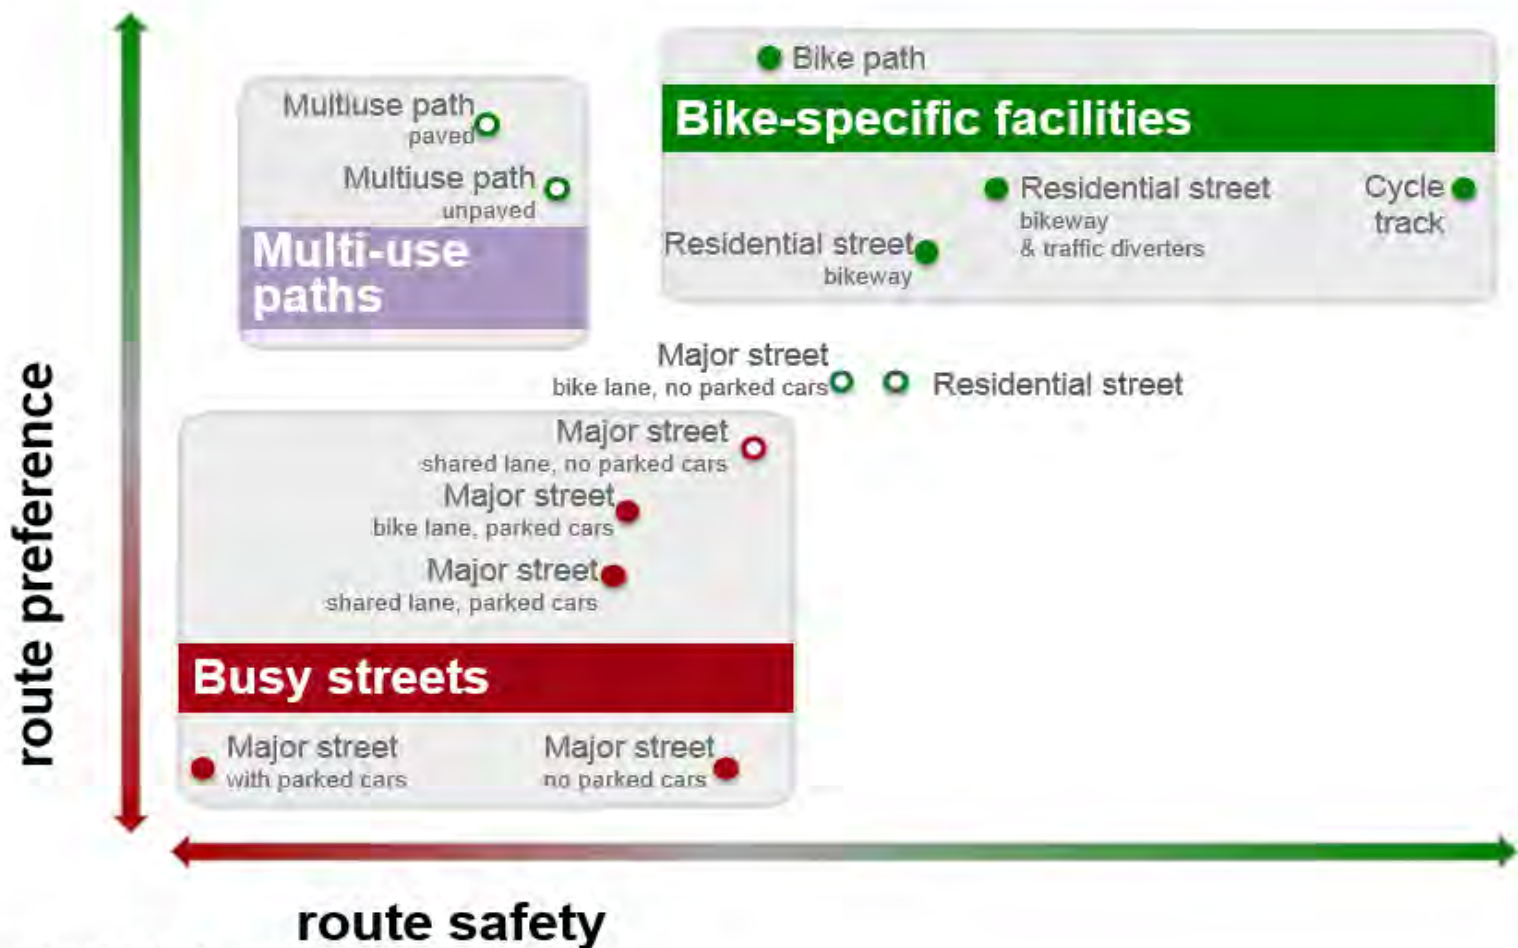 Bike path
Bike-specific facilities
Multiuse path
paved
Multiuse path
unpaved
Multi-use
paths
Residential street
bikeway
& traffic diverters
Cycle
track
Residential street
bikeway
Major street
bike lane, no parked cars
Residential street
Major street
shared lane, no parked cars
Major street
bike lane, parked cars
Major street
shared lane, parked cars
Busy streets
Major street
with parked cars
Major street
no parked cars
route preference
route safety